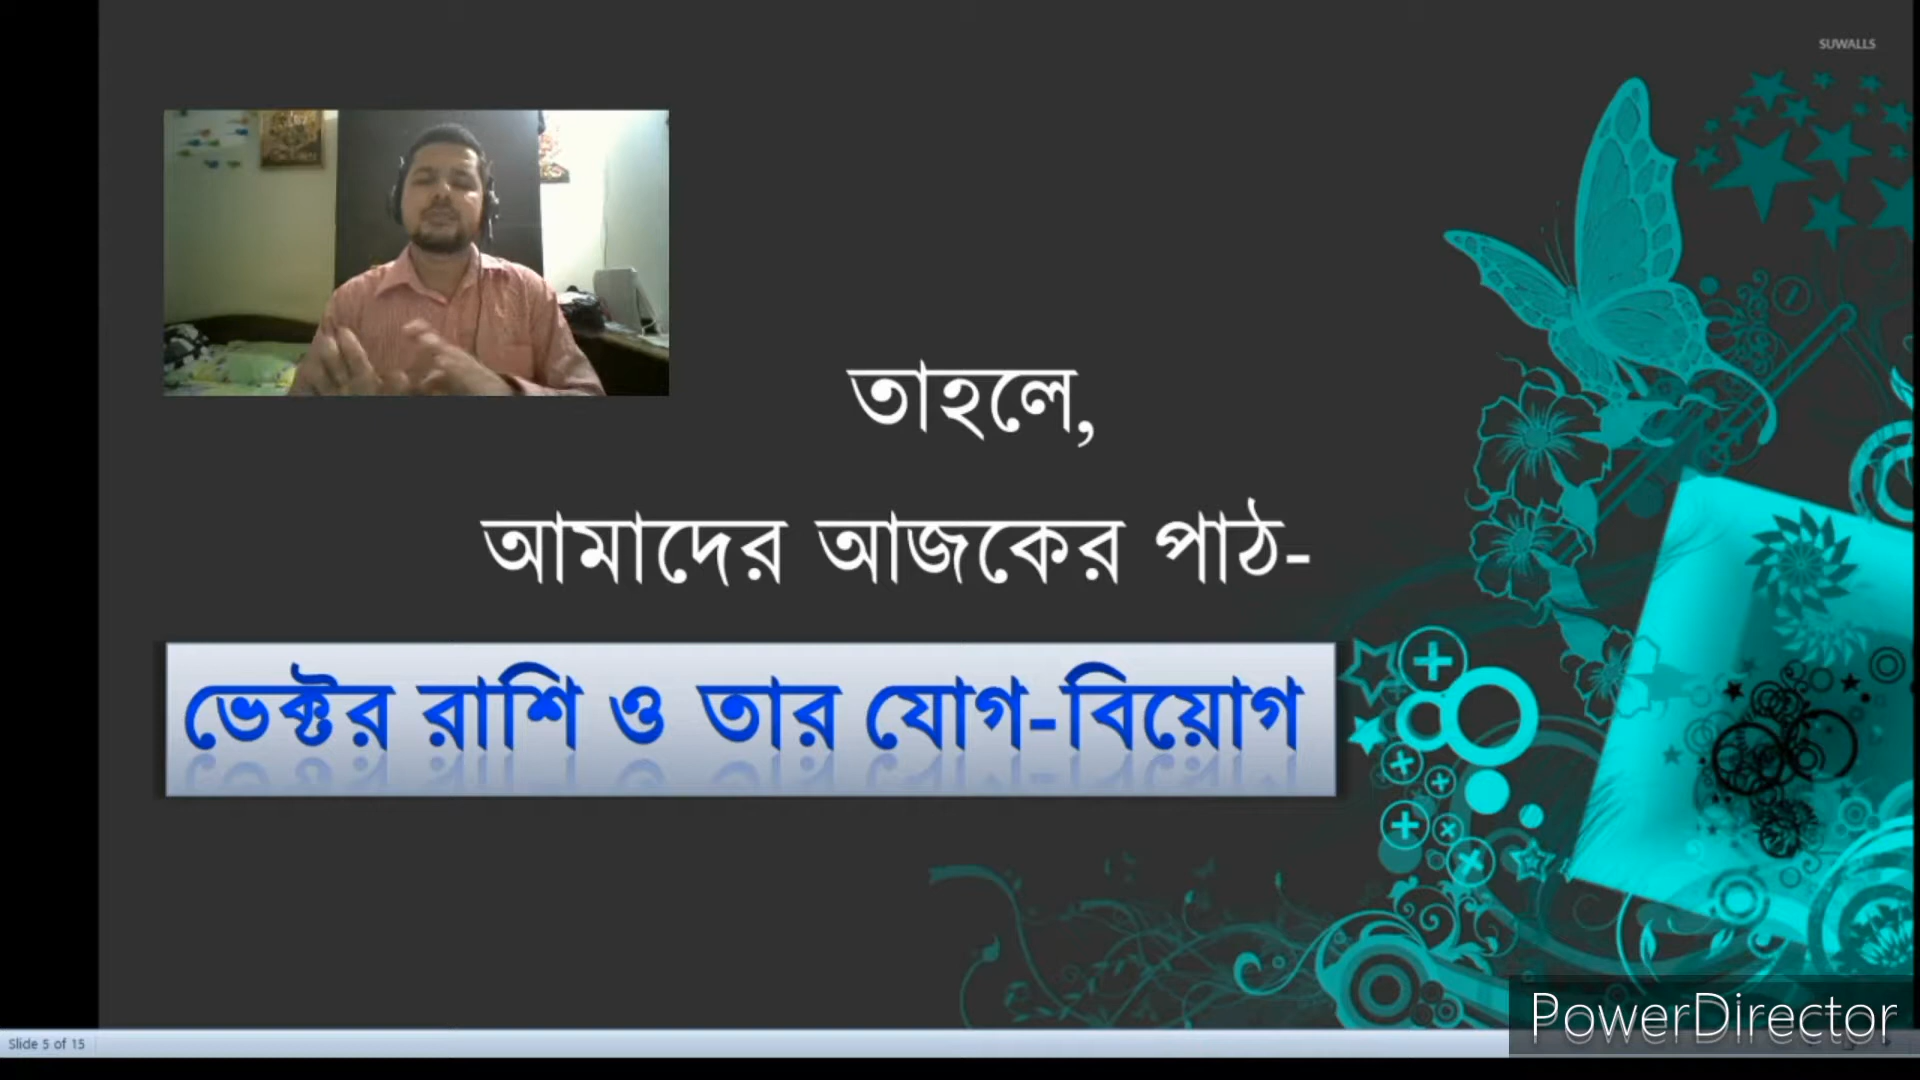 SUWALLS
তাহলে,
আমাদের আজকের পাঠ-
ভেক্টর রাশি ও তার যোগ-বিয়োগ
PowerDirector
Slide 5 of 15